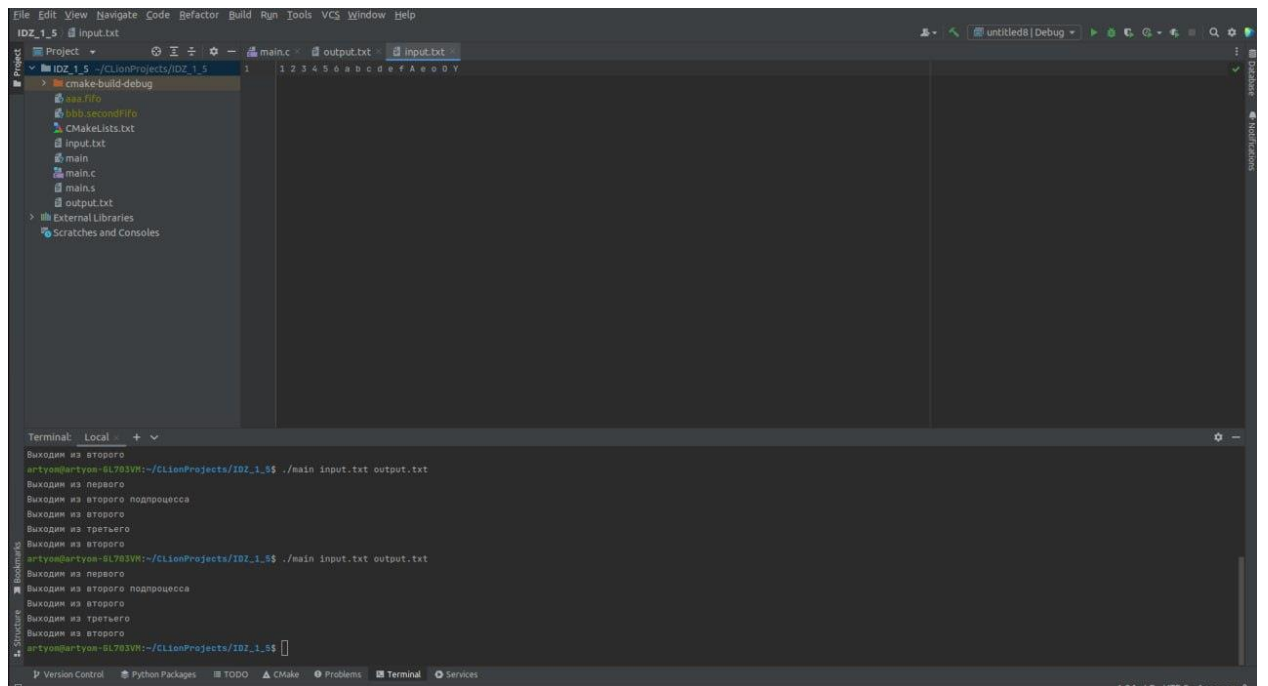 File Edit View Navigate Code Refactor Build Run Tools VCS Window Help
IDZ_1_5 input.txt
untitled8 | Debug
Project
main.c output.txt input.txt
Project
IDZ_1_5 ~/CLionProjects/IDZ_1_5
cmake-build-debug
aaa.fifo
bbb.secondFifo
CMakeLists.txt
input.txt
main
main.c
main.s
output.txt
External Libraries
Scratches and Consoles
1 1 2 3 4 5 6 a b c d e f A e o O Y
Database
Notifications
Terminal: Local
Выходим из второго
artyom@artyom-GL703VM:~/CLionProjects/IDZ_1_5$ ./main input.txt output.txt
Выходим из первого
Выходим из второго подпроцесса
Выходим из второго
Выходим из третьего
Выходим из второго
artyom@artyom-GL703VM:~/CLionProjects/IDZ_1_5$ ./main input.txt output.txt
Выходим из первого
Выходим из второго подпроцесса
Выходим из второго
Выходим из третьего
Выходим из второго
artyom@artyom-GL703VM:~/CLionProjects/IDZ_1_5$
Bookmarks
Structure
Version Control Python Packages TODO CMake Problems Terminal Services